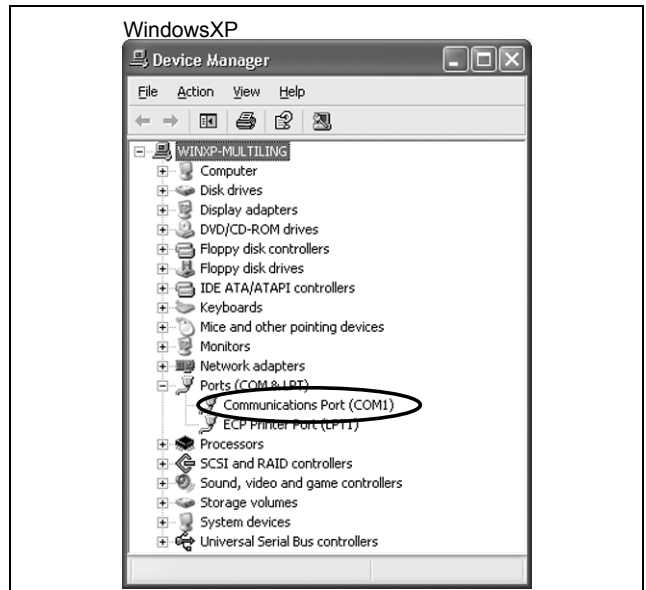 WindowsXP
Device Manager
File Action View Help
WINXP-MULTILING
Computer
Disk drives
Display adapters
DVD/CD-ROM drives
Floppy disk controllers
Floppy disk drives
IDE ATA/ATAPI controllers
Keyboards
Mice and other pointing devices
Monitors
Network adapters
Ports (COM & LPT)
Communications Port (COM1)
ECP Printer Port (LPT1)
Processors
SCSI and RAID controllers
Sound, video and game controllers
Storage volumes
System devices
Universal Serial Bus controllers